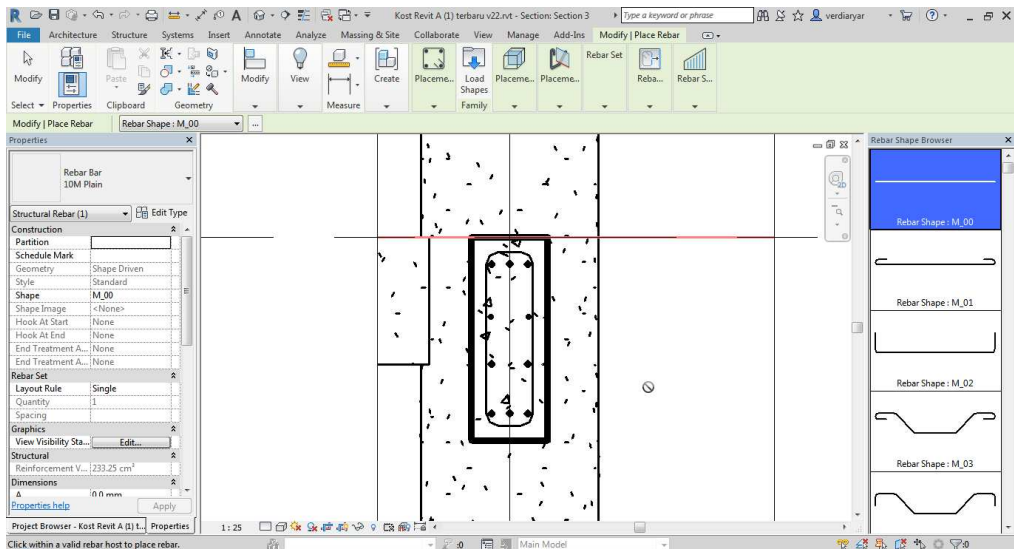 Kost Revit A (1) terbaru v22.rvt - Section: Section 3
Type a keyword or phrase
verdiaryar
File Architecture Structure Systems Insert Annotate Analyze Massing & Site Collaborate View Manage Add-Ins Modify | Place Rebar
Modify Properties Paste Modify View Create Placeme... Load Shapes Placeme... Placeme... Rebar Set Reba... Rebar S...
Select Properties Clipboard Geometry Measure Family
Modify | Place Rebar Rebar Shape : M_00 ...
Properties
Rebar Bar
10M Plain
Structural Rebar (1) Edit Type
Construction
Partition
Schedule Mark
Geometry Shape Driven
Style Standard
Shape M_00
Shape Image <None>
Hook At Start None
Hook At End None
End Treatment A... None
End Treatment A... None
Rebar Set
Layout Rule Single
Quantity 1
Spacing
Graphics
View Visibility Sta... Edit...
Structural
Reinforcement V... 233.25 cm³
Dimensions
A 0.0 mm
Properties help Apply
Project Browser - Kost Revit A (1) t... Properties
1 : 25
Click within a valid rebar host to place rebar.
:0
Main Model
:0
2D
Rebar Shape Browser
Rebar Shape : M_00
Rebar Shape : M_01
Rebar Shape : M_02
Rebar Shape : M_03